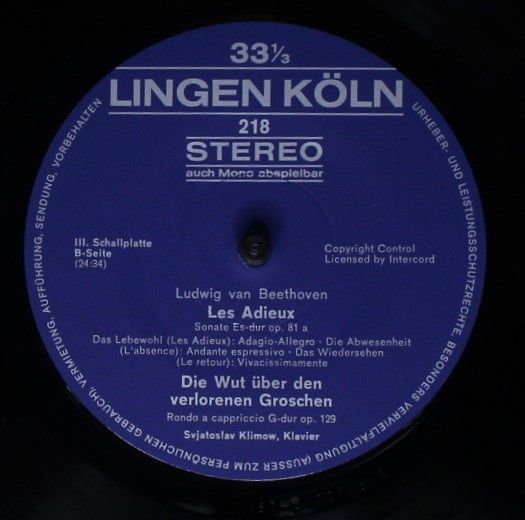 33⅓
LINGEN KÖLN
218
STEREO
auch Mono abspielbar
III. Schallplatte
B-Seite
(24:34)
Copyright Control
Licensed by Intercord
Ludwig van Beethoven
Les Adieux
Sonate Es-dur op. 81 a
Das Lebewohl (Les Adieux): Adagio-Allegro · Die Abwesenheit
(L'absence): Andante espressivo · Das Wiedersehen
(Le retour): Vivacissimamente
Die Wut über den
verlorenen Groschen
Rondo a cappriccio G-dur op. 129
Svjatoslav Klimow, Klavier
URHEBER- UND LEISTUNGSSCHUTZRECHTE, BESONDERS VERVIELFÄLTIGUNG (AUSSER ZUM PERSÖNLICHEN GEBRAUCH), VERMIETUNG, AUFFÜHRUNG, SENDUNG, VORBEHALTEN